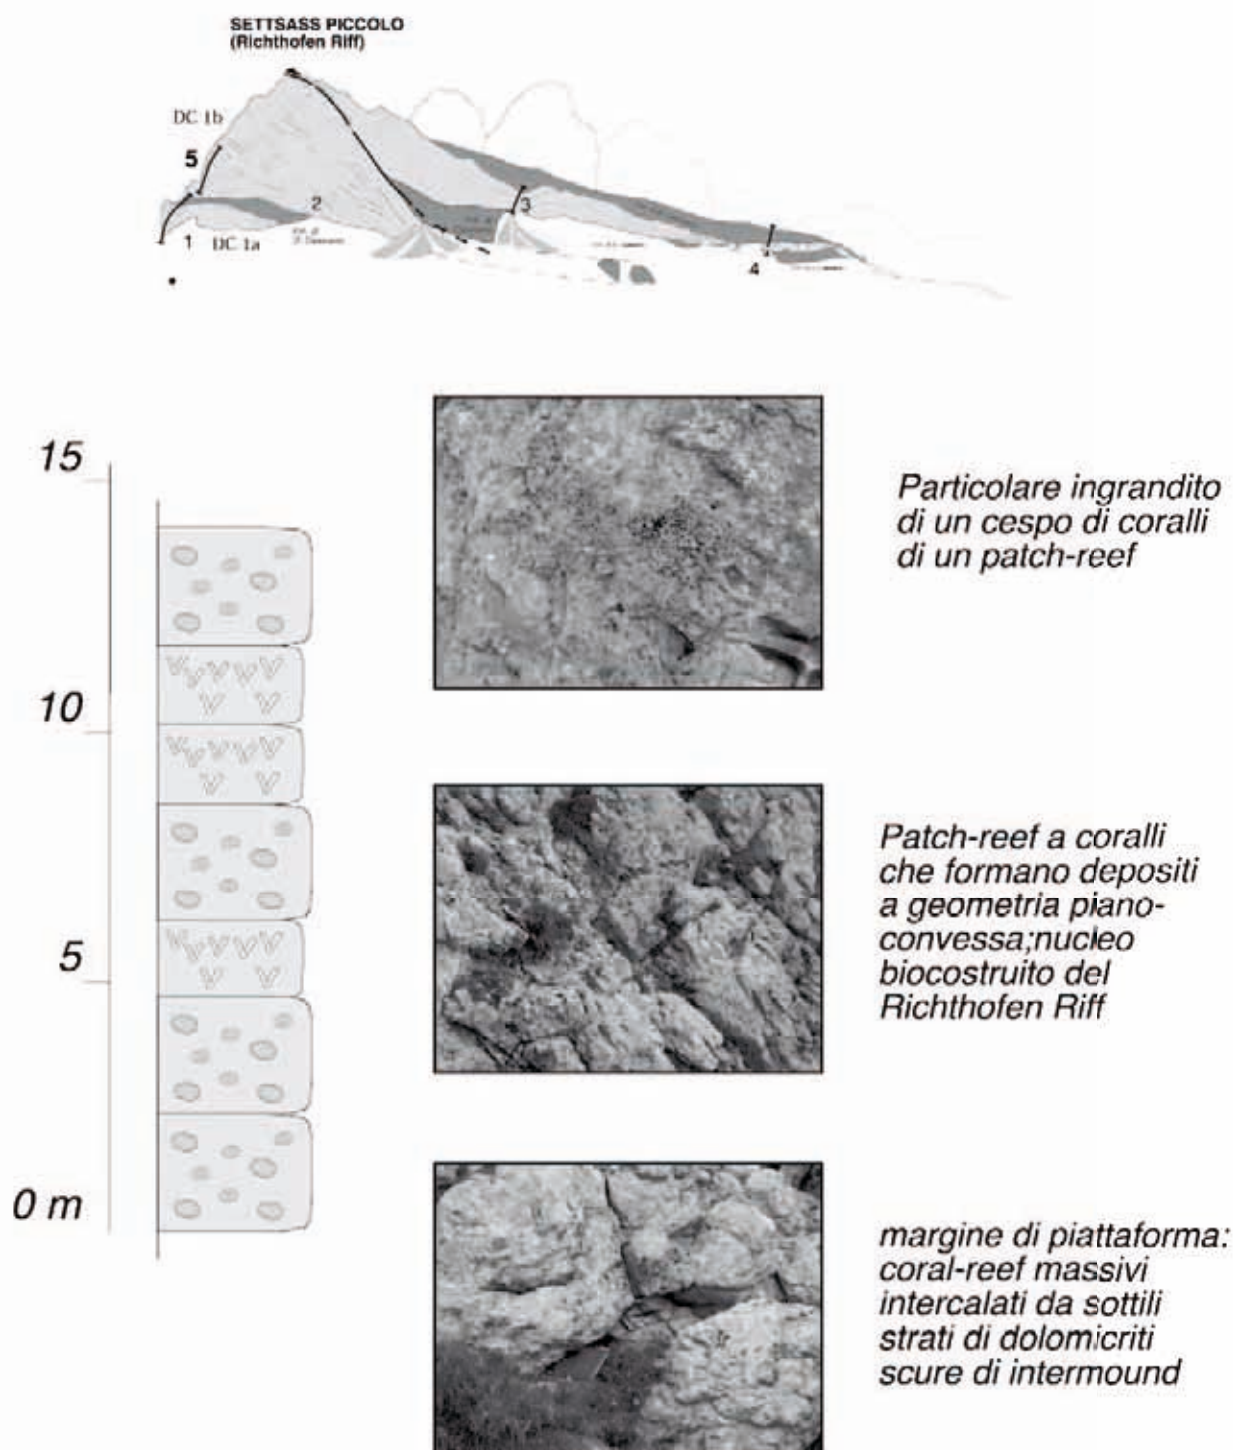 SETTSASS PICCOLO
(Richthofen Riff)
DC 1b
5
2
3
1
DC 1a
4
15
10
5
0 m
Particolare ingrandito
di un cespo di coralli
di un patch-reef
Patch-reef a coralli
che formano depositi
a geometria piano-
convessa;nucleo
biocostruito del
Richthofen Riff
margine di piattaforma:
coral-reef massivi
intercalati da sottili
strati di dolomicriti
scure di intermound